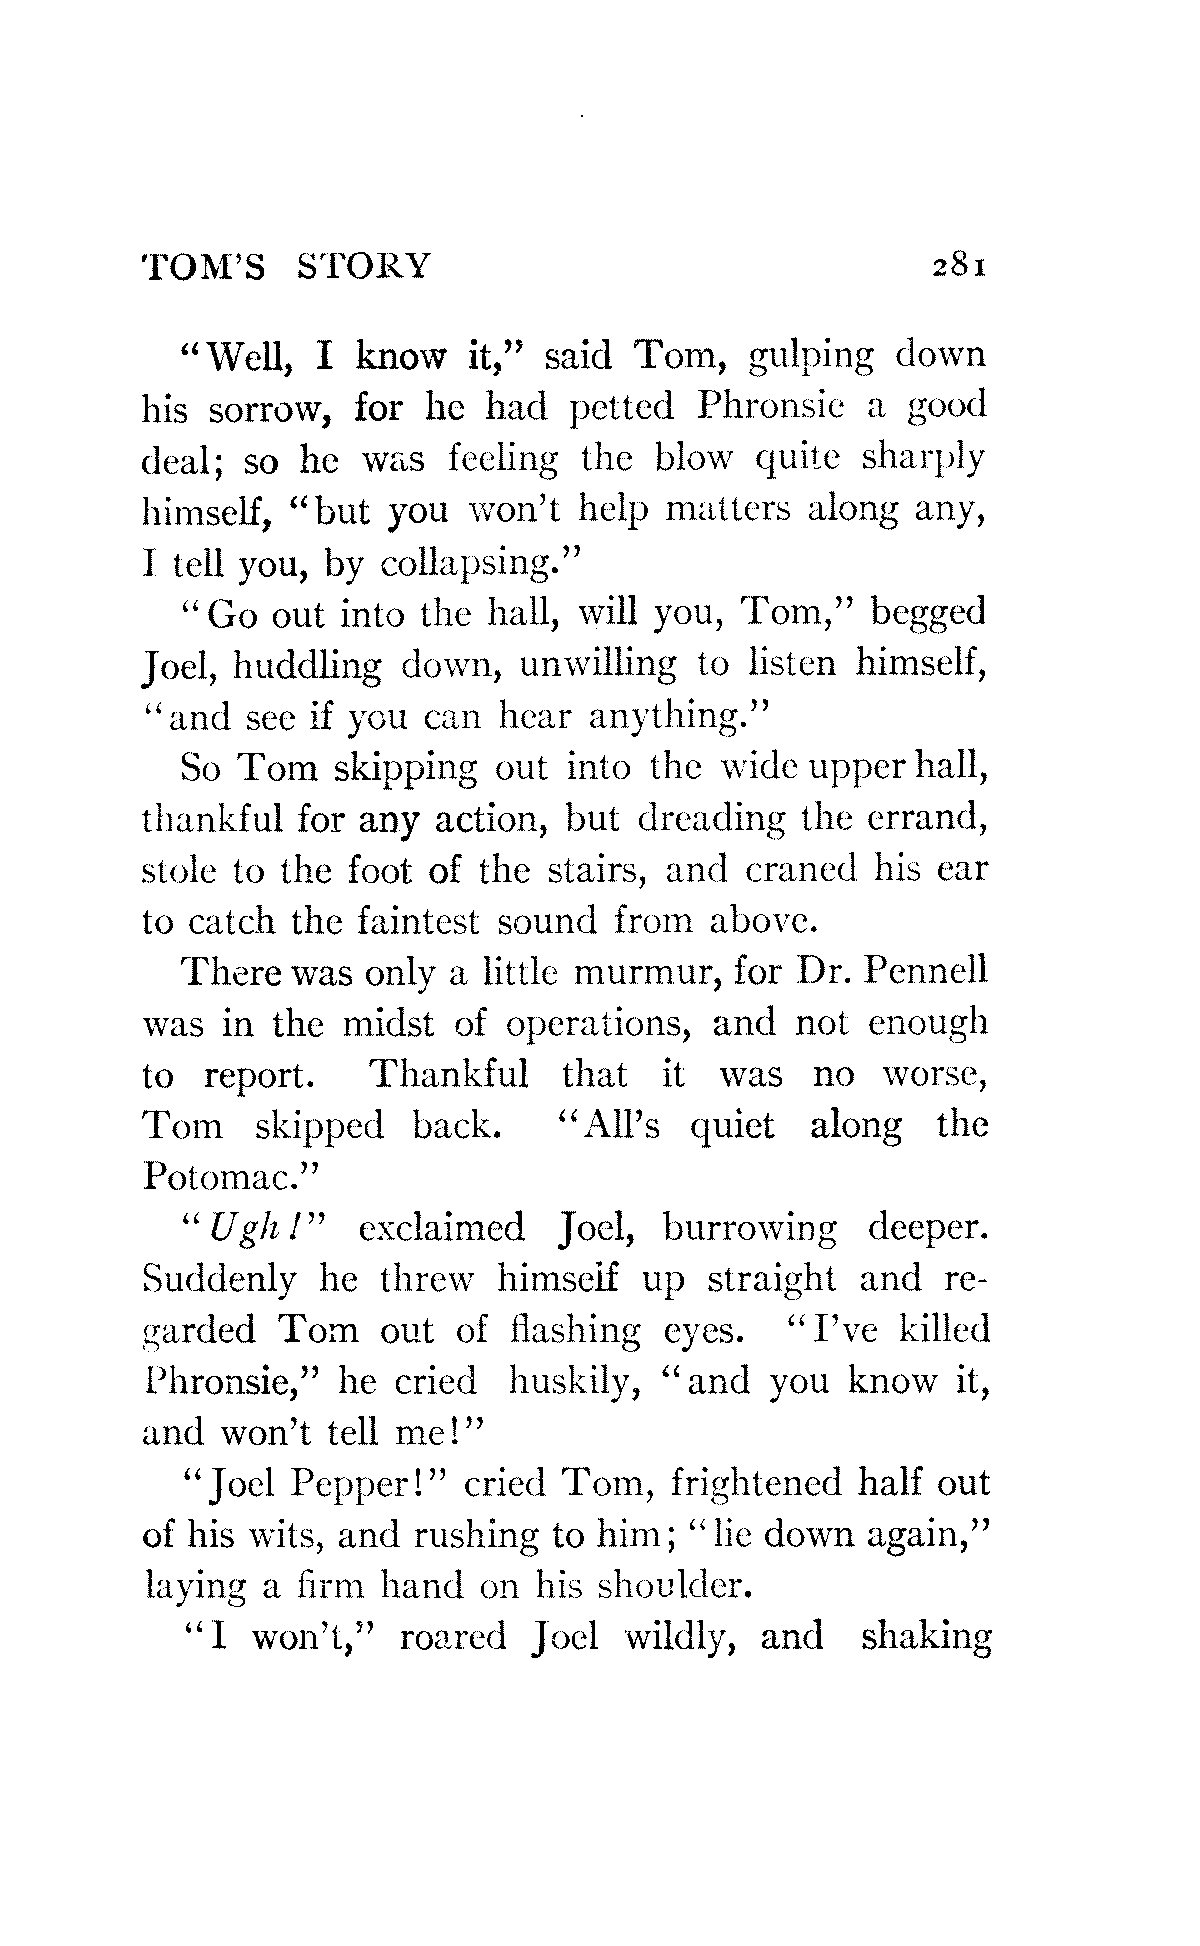 TOM'S STORY 281
"Well, I know it," said Tom, gulping down
his sorrow, for he had petted Phronsie a good
deal; so he was feeling the blow quite sharply
himself, "but you won't help matters along any,
I tell you, by collapsing."
"Go out into the hall, will you, Tom," begged
Joel, huddling down, unwilling to listen himself,
"and see if you can hear anything."
So Tom skipping out into the wide upper hall,
thankful for any action, but dreading the errand,
stole to the foot of the stairs, and craned his ear
to catch the faintest sound from above.
There was only a little murmur, for Dr. Pennell
was in the midst of operations, and not enough
to report. Thankful that it was no worse,
Tom skipped back. "All's quiet along the
Potomac."
"Ugh!" exclaimed Joel, burrowing deeper.
Suddenly he threw himself up straight and re-
garded Tom out of flashing eyes. "I've killed
Phronsie," he cried huskily, "and you know it,
and won't tell me!"
"Joel Pepper!" cried Tom, frightened half out
of his wits, and rushing to him; "lie down again,"
laying a firm hand on his shoulder.
"I won't," roared Joel wildly, and shaking